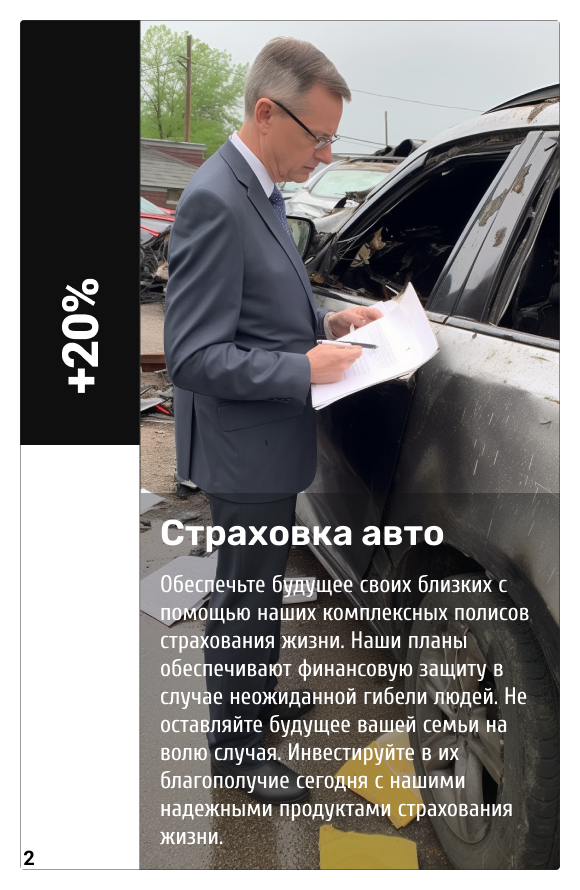 +20%
Страховка авто
Обеспечьте будущее своих близких с
помощью наших комплексных полисов
страхования жизни. Наши планы
обеспечивают финансовую защиту в
случае неожиданной гибели людей. Не
оставляйте будущее вашей семьи на
волю случая. Инвестируйте в их
благополучие сегодня с нашими
надежными продуктами страхования
жизни.
2